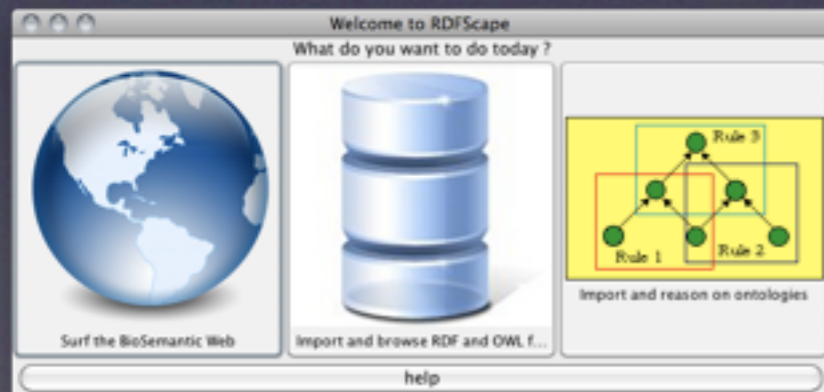 Welcome to RDFScape
What do you want to do today ?
Rule 3
Rule 1
Rule 2
Surf the BioSemantic Web
Import and browse RDF and OWL f...
Import and reason on ontologies
help